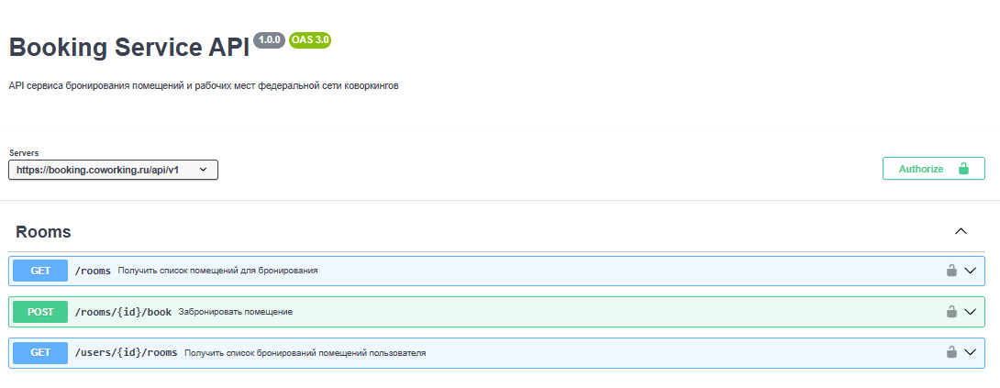 Booking Service API 1.0.0 OAS 3.0
API сервиса бронирования помещений и рабочих мест федеральной сети коворкингов
Servers
https://booking.coworking.ru/api/v1
Authorize
Rooms
GET /rooms Получить список помещений для бронирования
POST /rooms/{id}/book Забронировать помещение
GET /users/{id}/rooms Получить список бронирований помещений пользователя